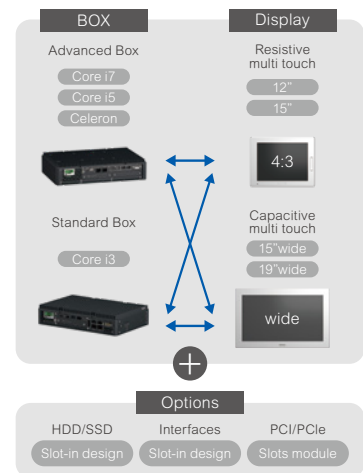 BOX
Advanced Box
Core i7
Core i5
Celeron
Standard Box
Core i3
Display
Resistive
multi touch
12"
15"
4:3
Capacitive
multi touch
15"wide
19"wide
wide
+
Options
HDD/SSD
Slot-in design
Interfaces
Slot-in design
PCI/PCIe
Slots module